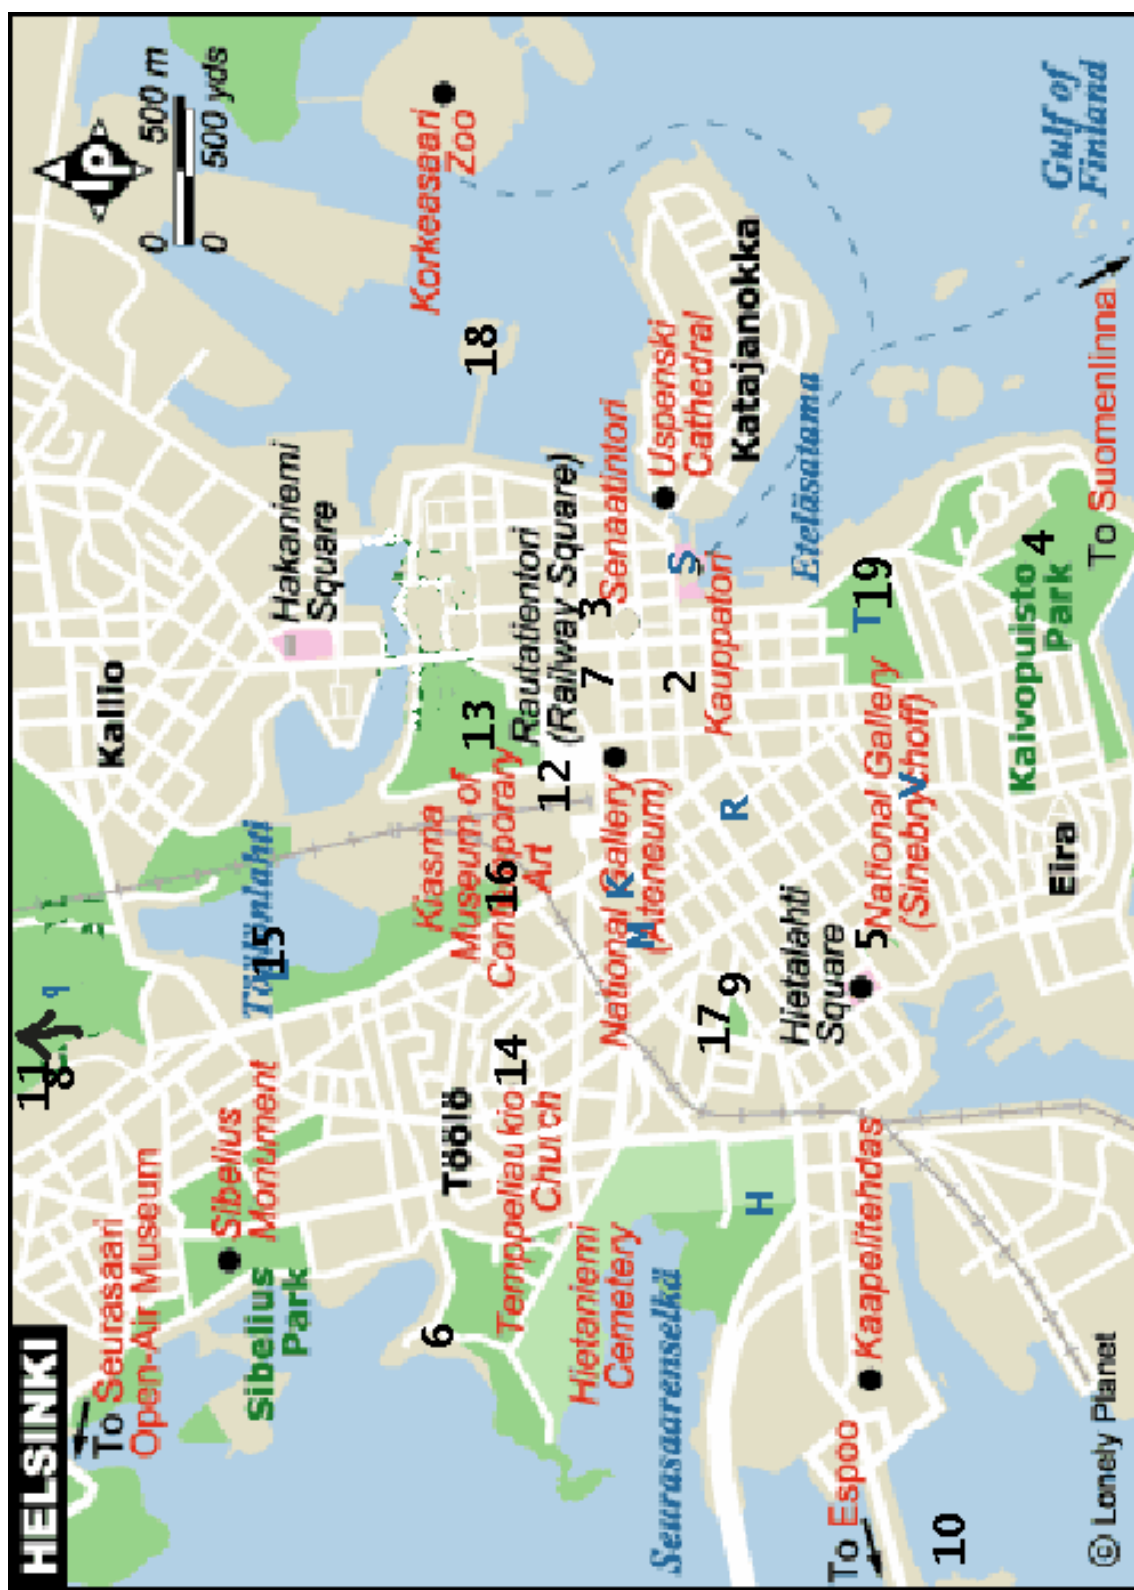 HELSINKI
To Seurasaari
Open-Air Museum
11
8
9
Kallio
0 500 m
0 500 yds
lp
Sibelius
Monument
Sibelius
Park
Töölönlahti
15
Hakaniemi
Square
Korkeasaari
Zoo
18
6
Töölö
14
Temppeliaukio
Church
Kiasma
Museum of
Contemporary
Art
16
13
12
Rautatientori
(Railway Square)
7
3
Senaatintori
Uspenski
Cathedral
Katajanokka
Hietaniemi
Cemetery
National Gallery
(Ateneum)
K
M
2
S
Kauppatori
Eteläsatama
Seurasaarenselkä
H
17
9
R
Hietalahti
Square
5
National Gallery
(Sinebrychoff)
V
T
19
Kaapelitehdas
To Espoo
10
Eira
Kaivopuisto
Park
4
To Suomenlinna
Gulf of
Finland
© Lonely Planet